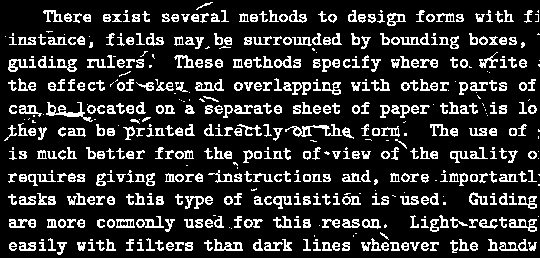 There exist several methods to design forms with fi
instance, fields may be surrounded by bounding boxes,
guiding rulers. These methods specify where to write
the effect of skew and overlapping with other parts of
can be located on a separate sheet of paper that is lo
they can be printed directly on the form. The use of
is much better from the point of view of the quality o
requires giving more instructions and, more importantly
tasks where this type of acquisition is used. Guiding
are more commonly used for this reason. Light rectang
easily with filters than dark lines whenever the handw